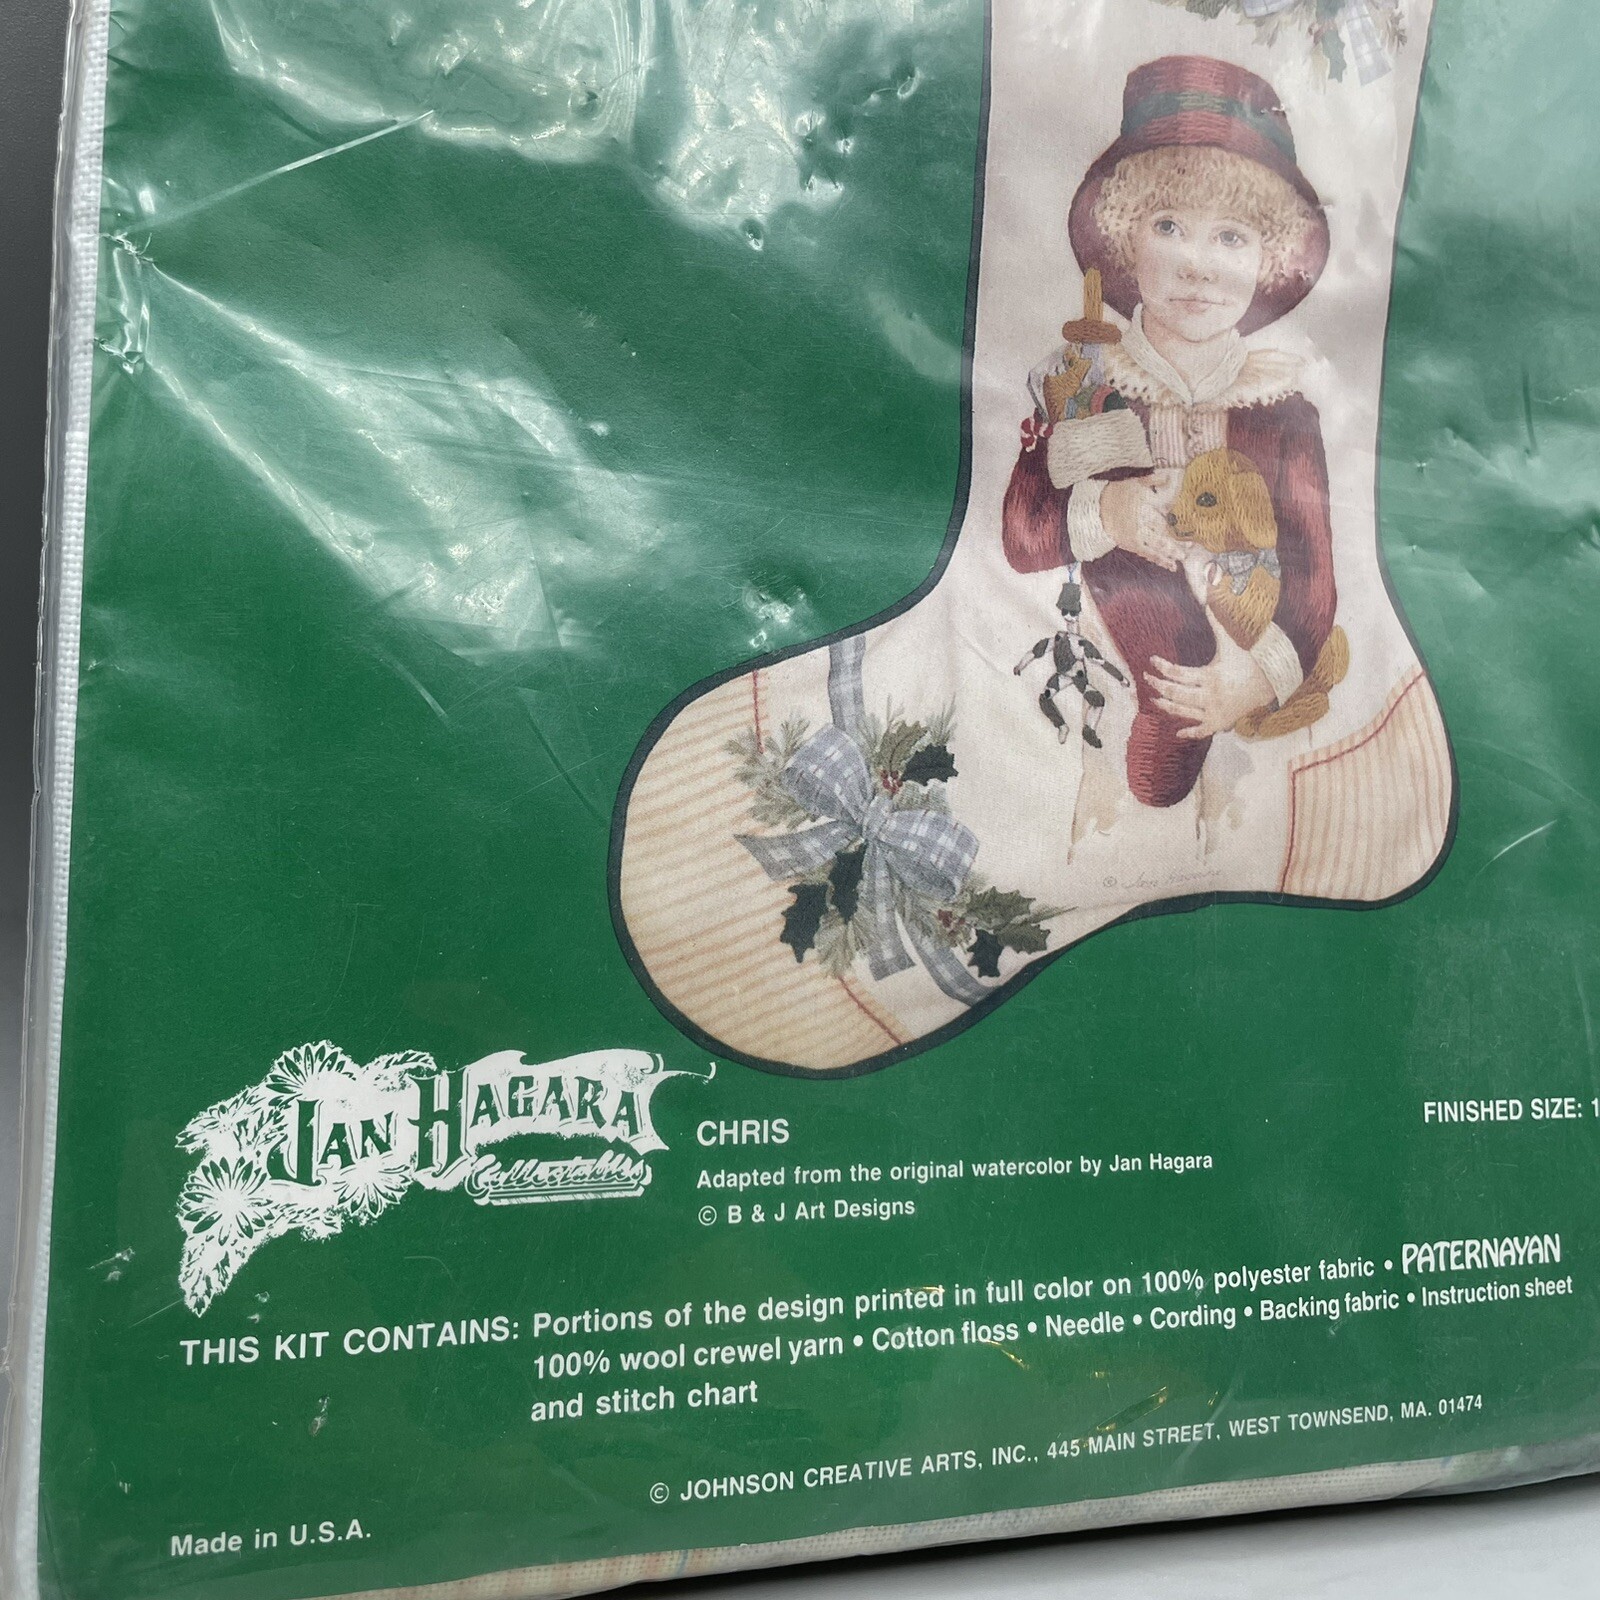 © Jan Hagara
JAN HAGARA
Collectables
CHRIS
Adapted from the original watercolor by Jan Hagara
© B & J Art Designs
FINISHED SIZE: 1
THIS KIT CONTAINS: Portions of the design printed in full color on 100% polyester fabric • PATERNAYAN
100% wool crewel yarn • Cotton floss • Needle • Cording • Backing fabric • Instruction sheet
and stitch chart
© JOHNSON CREATIVE ARTS, INC., 445 MAIN STREET, WEST TOWNSEND, MA. 01474
Made in U.S.A.